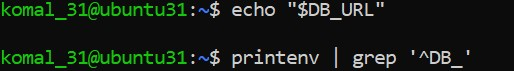 komal_31@ubuntu31:~$ echo "$DB_URL"
komal_31@ubuntu31:~$ printenv | grep '^DB_'